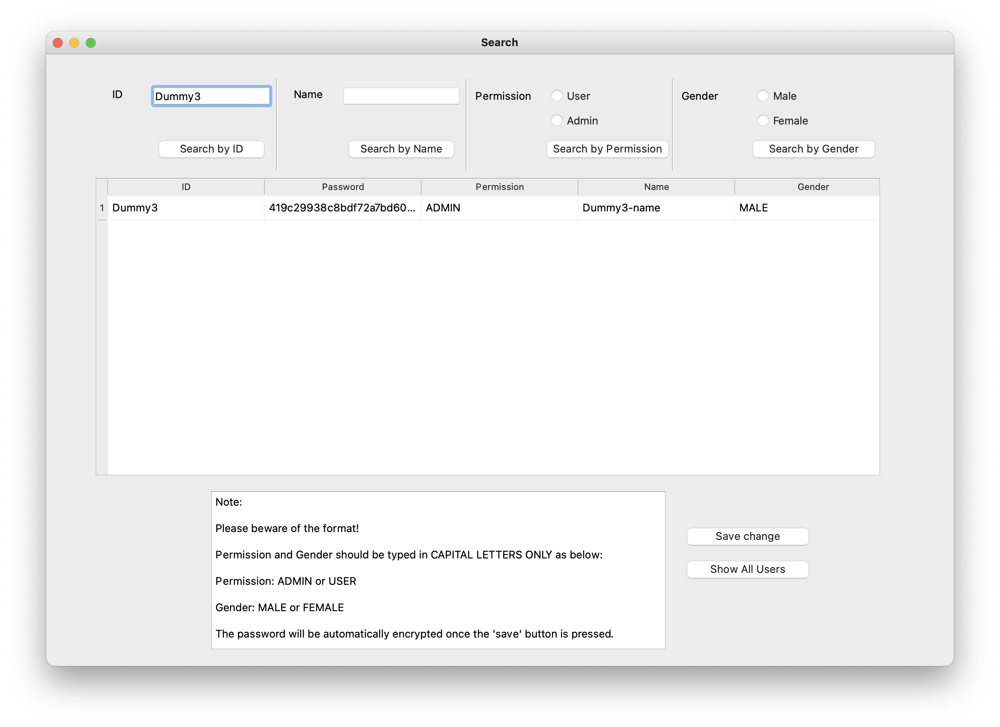 Search
ID Dummy3 Name Permission User Gender Male
Admin Female
Search by ID Search by Name Search by Permission Search by Gender
ID Password Permission Name Gender
1 Dummy3 419c29938c8bdf72a7bd60... ADMIN Dummy3-name MALE
Note:
Please beware of the format!
Permission and Gender should be typed in CAPITAL LETTERS ONLY as below:
Permission: ADMIN or USER
Gender: MALE or FEMALE
The password will be automatically encrypted once the 'save' button is pressed.
Save change
Show All Users